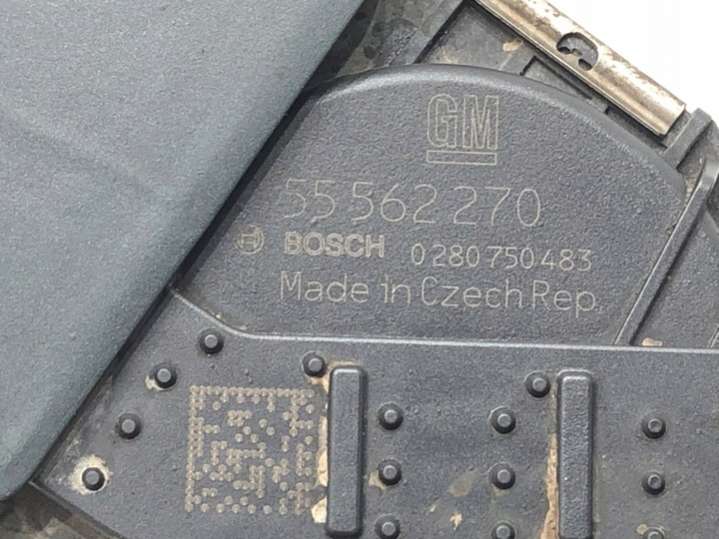 GM
55 562 270
BOSCH 0 280 750 483
Made in Czech Rep.